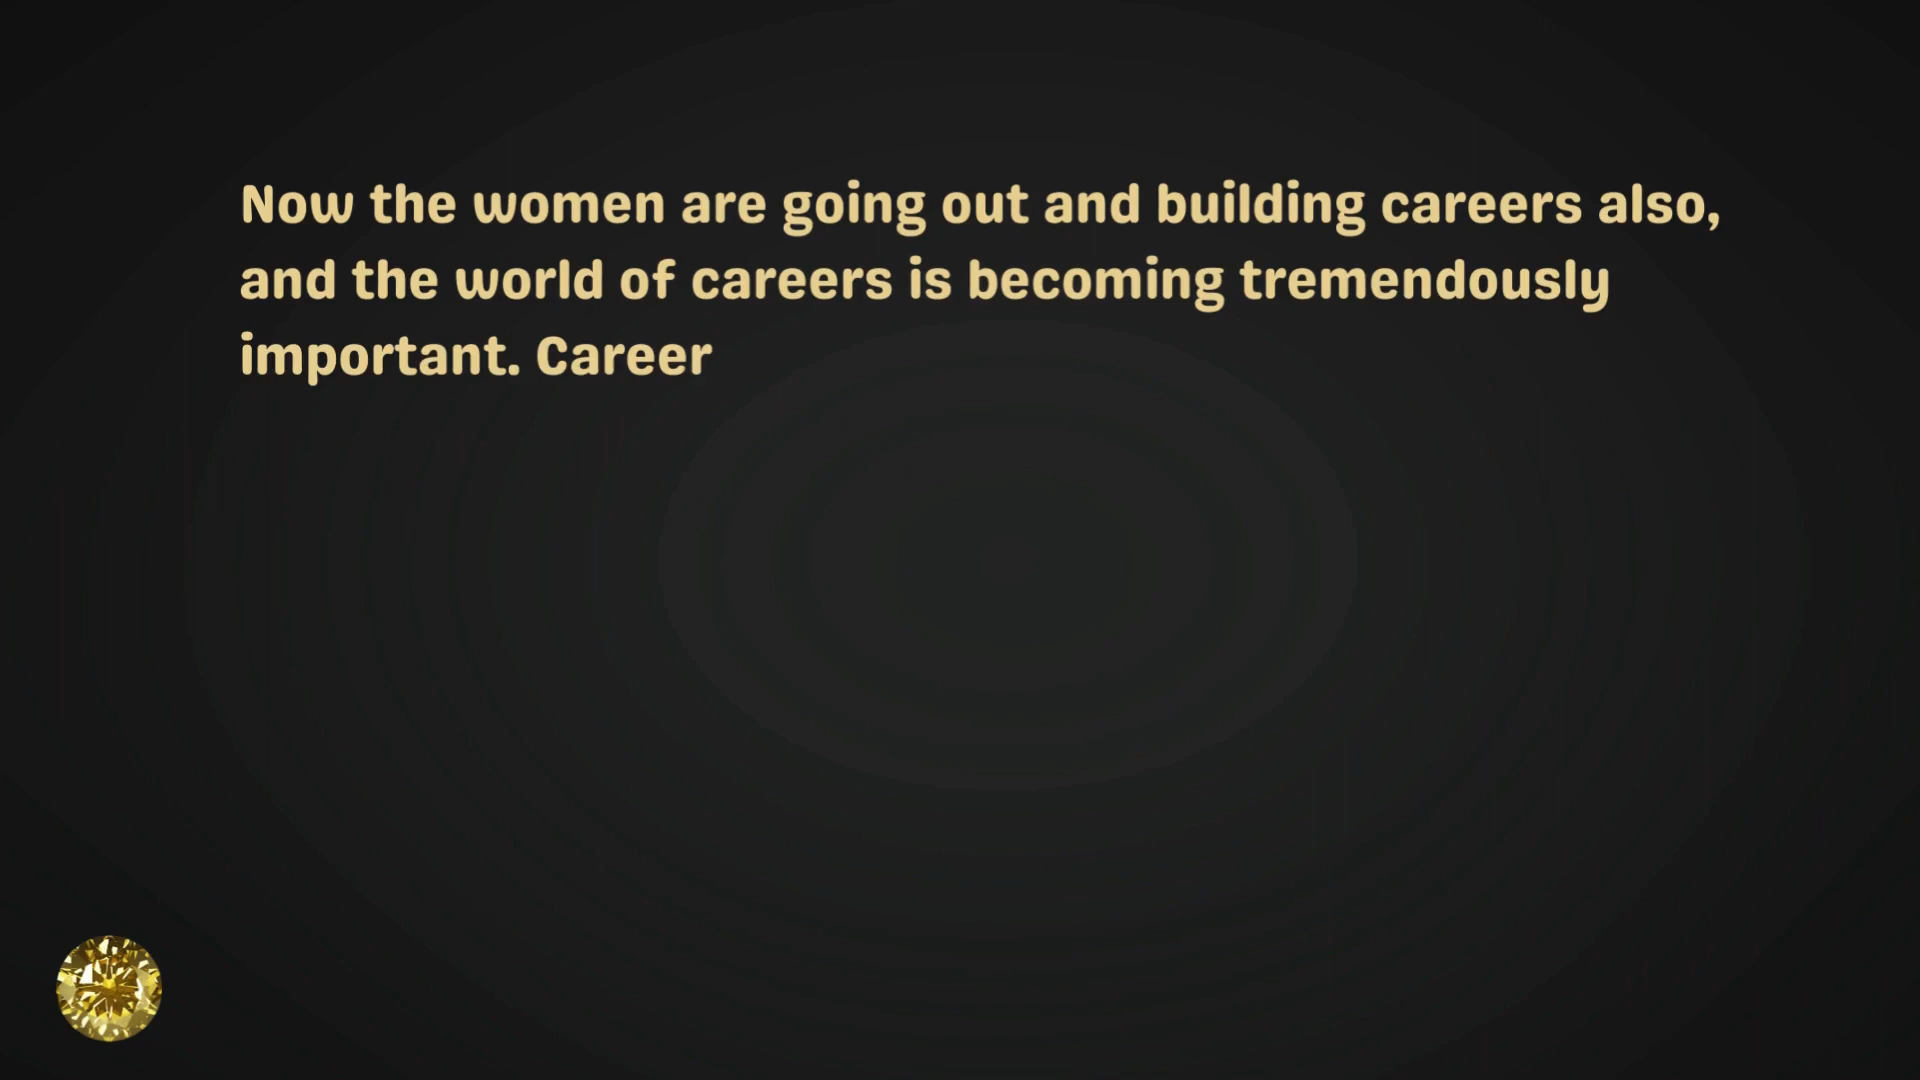 Now the women are going out and building careers also,
and the world of careers is becoming tremendously
important. Career